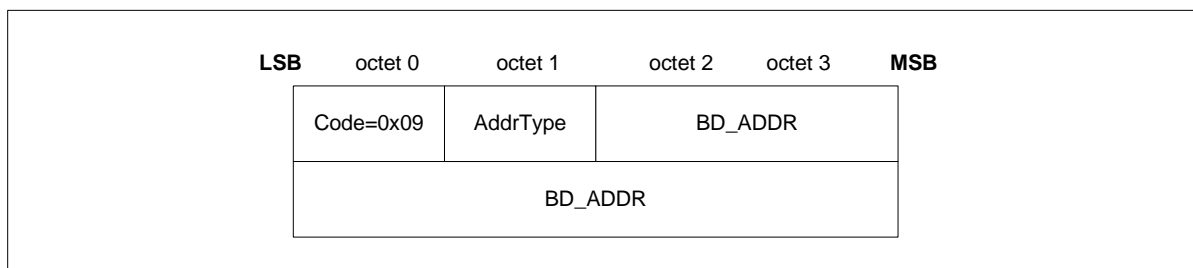 LSB octet 0 octet 1 octet 2 octet 3 MSB
Code=0x09 AddrType BD_ADDR
BD_ADDR